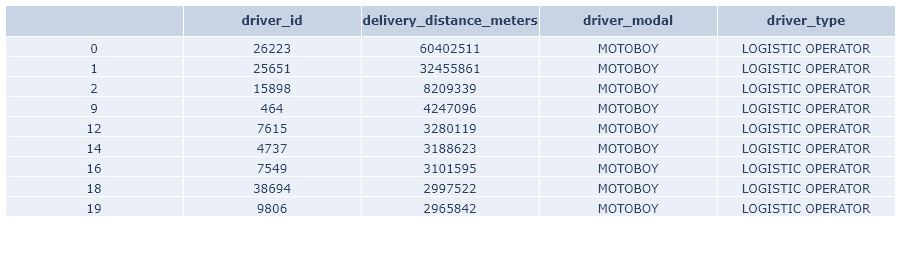 driver_id delivery_distance_meters driver_modal driver_type
0 26223 60402511 MOTOBOY LOGISTIC OPERATOR
1 25651 32455861 MOTOBOY LOGISTIC OPERATOR
2 15898 8209339 MOTOBOY LOGISTIC OPERATOR
9 464 4247096 MOTOBOY LOGISTIC OPERATOR
12 7615 3280119 MOTOBOY LOGISTIC OPERATOR
14 4737 3188623 MOTOBOY LOGISTIC OPERATOR
16 7549 3101595 MOTOBOY LOGISTIC OPERATOR
18 38694 2997522 MOTOBOY LOGISTIC OPERATOR
19 9806 2965842 MOTOBOY LOGISTIC OPERATOR